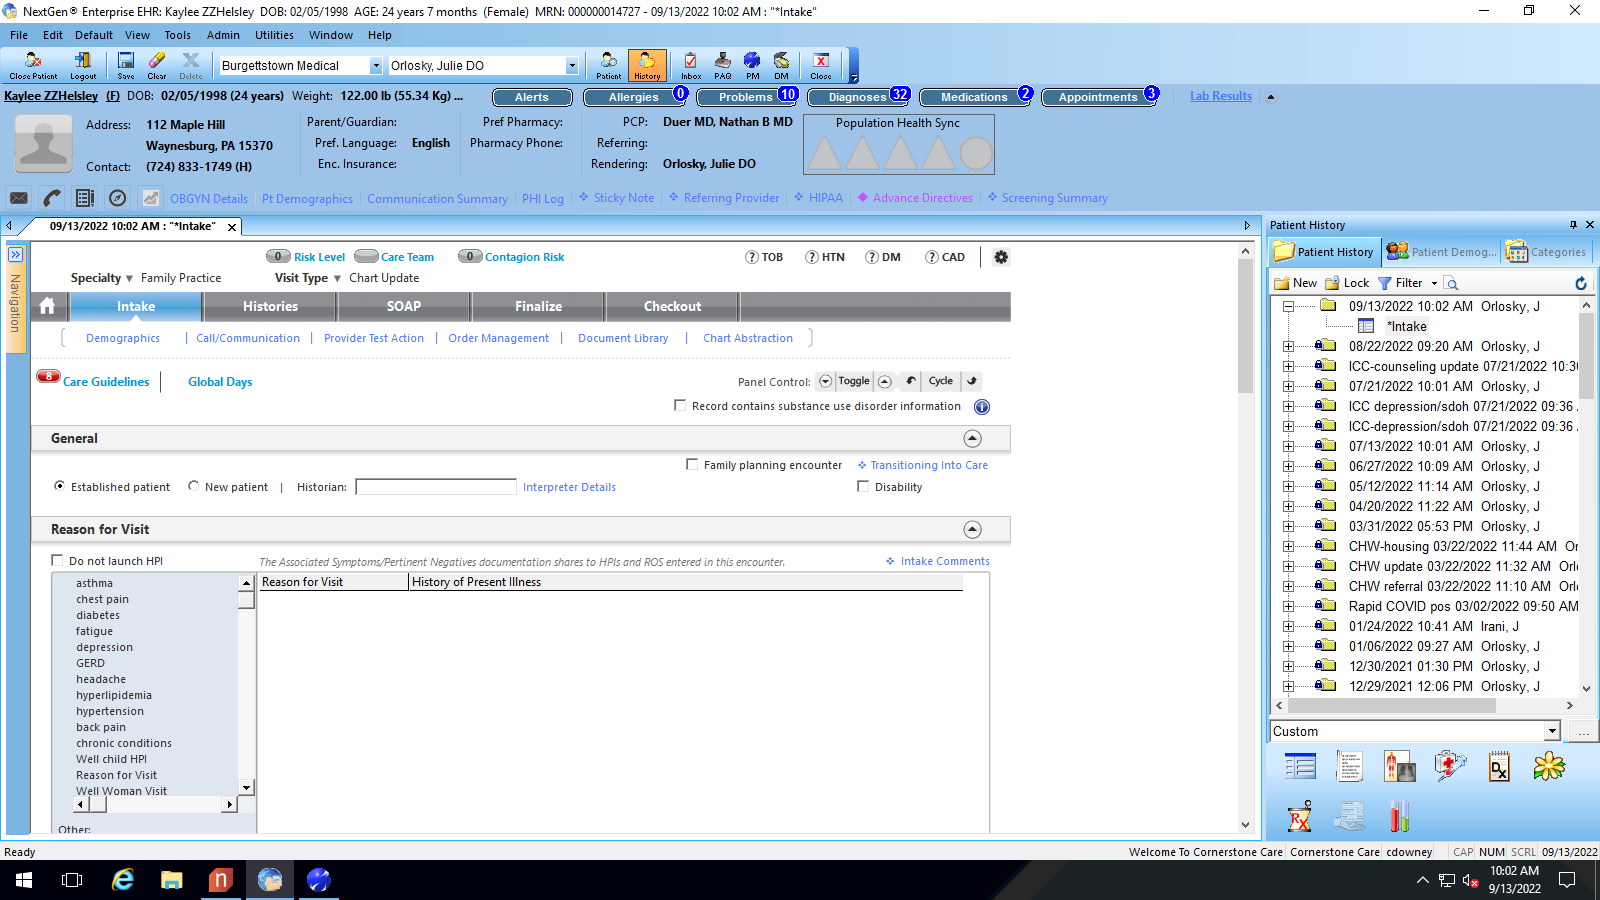 NextGen® Enterprise EHR: Kaylee ZZHelsley  DOB: 02/05/1998  AGE: 24 years 7 months  (Female)  MRN: 000000014727 - 09/13/2022 10:02 AM : "*Intake"
File Edit Default View Tools Admin Utilities Window Help
Close Patient Logout Save Clear Delete Burgettstown Medical Orlosky, Julie DO Patient History Inbox PAQ PM DM Close
Kaylee ZZHelsley (F) DOB: 02/05/1998 (24 years) Weight: 122.00 lb (55.34 Kg) ... Alerts Allergies 0 Problems 10 Diagnoses 32 Medications 2 Appointments 3 Lab Results
Address: 112 Maple Hill Parent/Guardian: Pref Pharmacy: PCP: Duer MD, Nathan B MD Population Health Sync
Waynesburg, PA 15370 Pref. Language: English Pharmacy Phone: Referring:
Contact: (724) 833-1749 (H) Enc. Insurance: Rendering: Orlosky, Julie DO
OBGYN Details Pt Demographics Communication Summary PHI Log Sticky Note Referring Provider HIPAA Advance Directives Screening Summary
09/13/2022 10:02 AM : "*Intake"
Navigation
0 Risk Level Care Team 0 Contagion Risk ? TOB ? HTN ? DM ? CAD
Specialty Family Practice Visit Type Chart Update
Intake Histories SOAP Finalize Checkout
Demographics Call/Communication Provider Test Action Order Management Document Library Chart Abstraction
8 Care Guidelines Global Days Panel Control: Toggle Cycle
Record contains substance use disorder information
General
Family planning encounter Transitioning Into Care
Established patient New patient | Historian: Interpreter Details Disability
Reason for Visit
Do not launch HPI The Associated Symptoms/Pertinent Negatives documentation shares to HPIs and ROS entered in this encounter. Intake Comments
Reason for Visit History of Present Illness
asthma
chest pain
diabetes
fatigue
depression
GERD
headache
hyperlipidemia
hypertension
back pain
chronic conditions
Well child HPI
Reason for Visit
Well Woman Visit
Other:
Patient History
Patient History Patient Demog... Categories
New Lock Filter
09/13/2022 10:02 AM Orlosky, J
*Intake
08/22/2022 09:20 AM Orlosky, J
ICC-counseling update 07/21/2022 10:30
07/21/2022 10:01 AM Orlosky, J
ICC depression/sdoh 07/21/2022 09:36
ICC-depression/sdoh 07/21/2022 09:36
07/13/2022 10:01 AM Orlosky, J
06/27/2022 10:09 AM Orlosky, J
05/12/2022 11:14 AM Orlosky, J
04/20/2022 11:22 AM Orlosky, J
03/31/2022 05:53 PM Orlosky, J
CHW-housing 03/22/2022 11:44 AM Or
CHW update 03/22/2022 11:32 AM Orl
CHW referral 03/22/2022 11:10 AM Orl
Rapid COVID pos 03/02/2022 09:50 AM
01/24/2022 10:41 AM Irani, J
01/06/2022 09:27 AM Orlosky, J
12/30/2021 01:30 PM Orlosky, J
12/29/2021 12:06 PM Orlosky, J
Custom ...
Dx
Rx
Ready Welcome To Cornerstone Care Cornerstone Care cdowney CAP NUM SCRL 09/13/2022
10:02 AM
9/13/2022